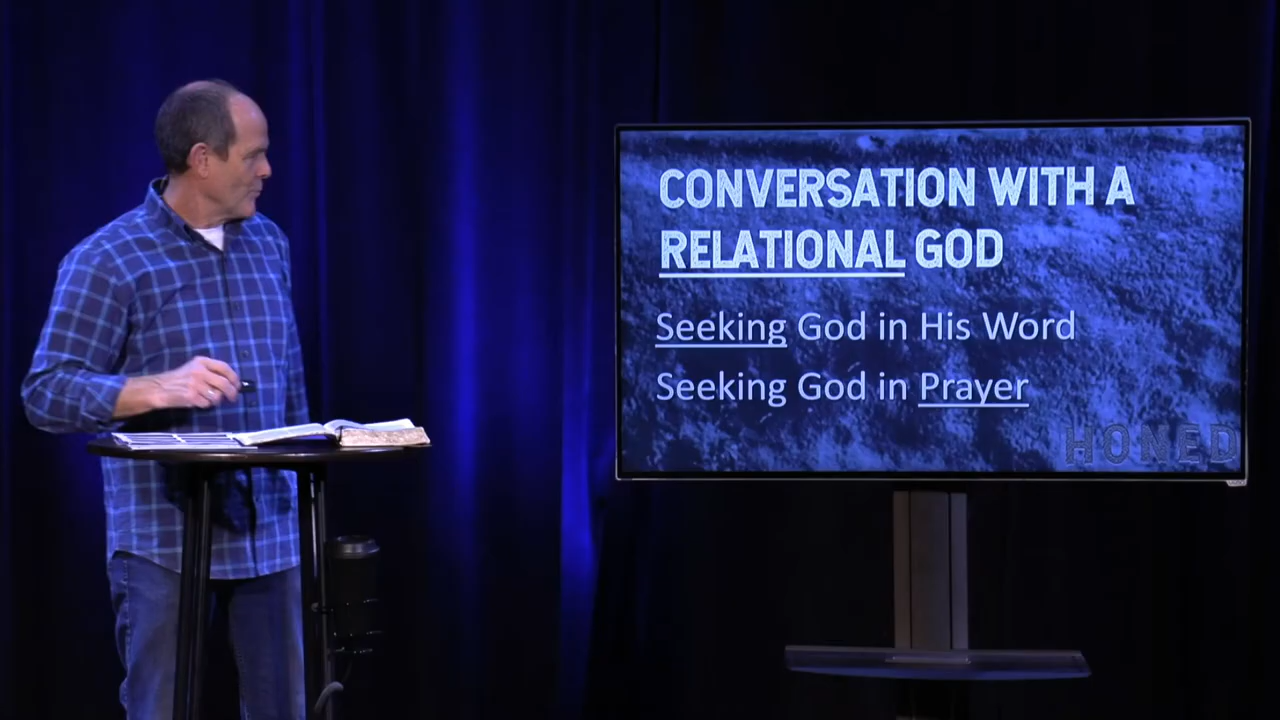 CONVERSATION WITH A
RELATIONAL GOD
Seeking God in His Word
Seeking God in Prayer
HONED